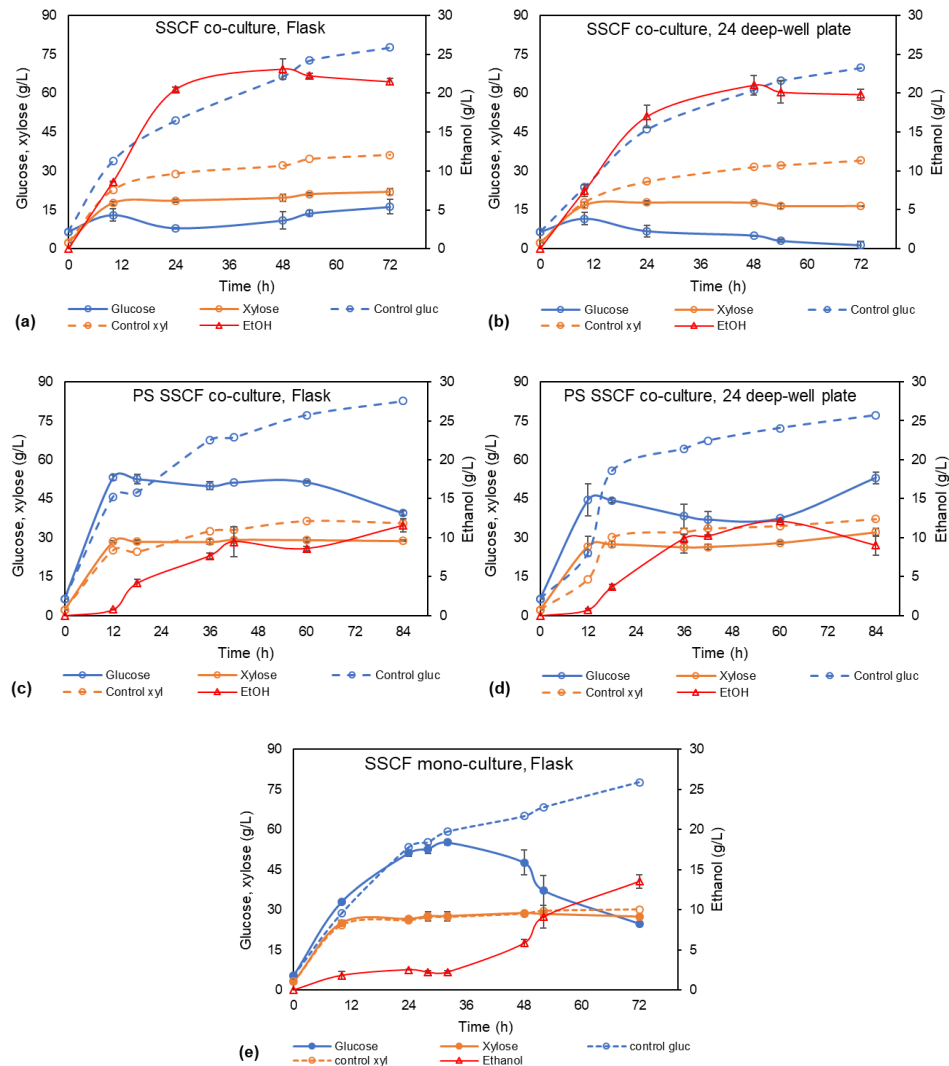 SSCF co-culture, Flask
Glucose, xylose (g/L)
90
75
60
45
30
15
0
30
25
20
15
10
5
0
Ethanol (g/L)
0 12 24 36 48 60 72
Time (h)
Glucose Xylose Control gluc
Control xyl EtOH
(a)
SSCF co-culture, 24 deep-well plate
Glucose, xylose (g/L)
90
75
60
45
30
15
0
30
25
20
15
10
5
0
Ethanol (g/L)
0 12 24 36 48 60 72
Time (h)
Glucose Xylose Control gluc
Control xyl EtOH
(b)
PS SSCF co-culture, Flask
Glucose, xylose (g/L)
90
75
60
45
30
15
0
30
25
20
15
10
5
0
Ethanol (g/L)
0 12 24 36 48 60 72 84
Time (h)
Glucose Xylose Control gluc
Control xyl EtOH
(c)
PS SSCF co-culture, 24 deep-well plate
Glucose, xylose (g/L)
90
75
60
45
30
15
0
30
25
20
15
10
5
0
Ethanol (g/L)
0 12 24 36 48 60 72 84
Time (h)
Glucose Xylose Control gluc
Control xyl EtOH
(d)
SSCF mono-culture, Flask
Glucose, xylose (g/L)
90
75
60
45
30
15
0
30
25
20
15
10
5
0
Ethanol (g/L)
0 12 24 36 48 60 72
Time (h)
Glucose Xylose control gluc
control xyl Ethanol
(e)